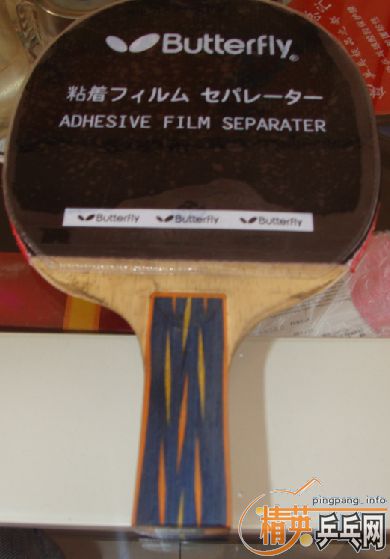 Butterfly®
粘着フィルム セパレーター
ADHESIVE FILM SEPARATER
Butterfly Butterfly Butterfly
pingpang_info
精英乒乓网